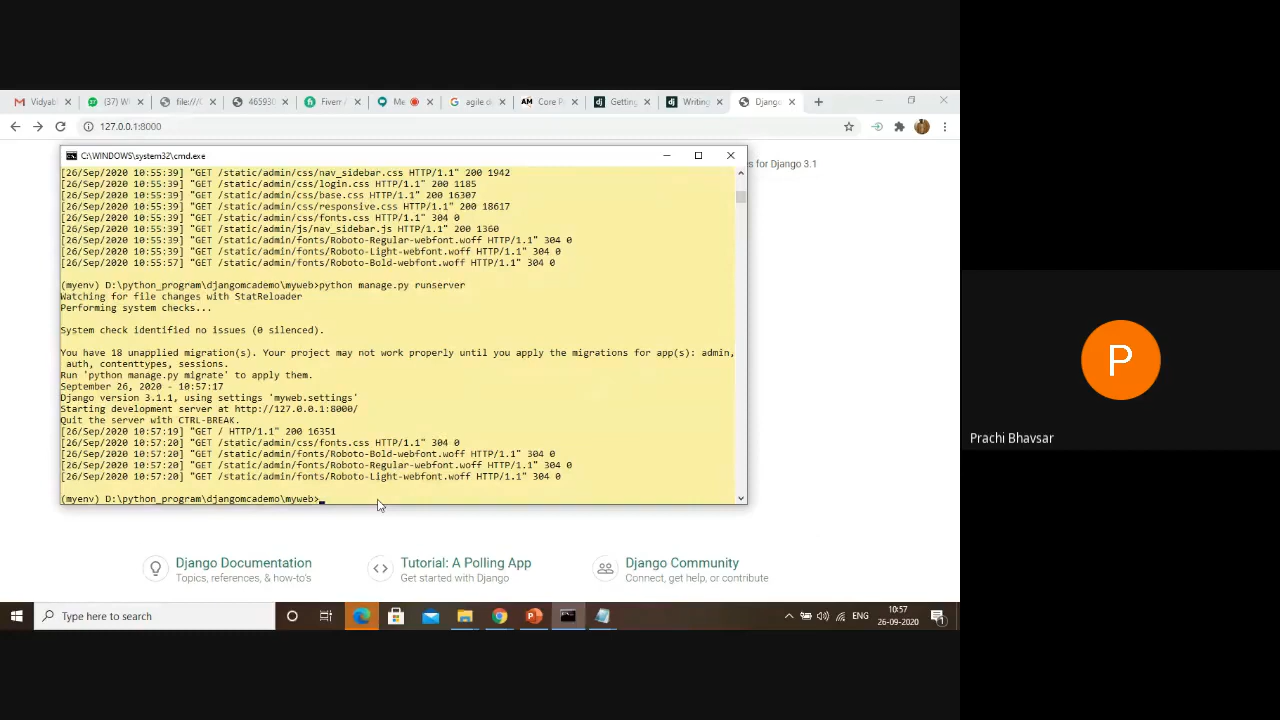 Vidyal
(37) W
file:///
465930
Fiverr /
Me
agile d
Core P
Getting
Writing
Django
127.0.0.1:8000
s for Django 3.1
C:\WINDOWS\system32\cmd.exe
[26/Sep/2020 10:55:39] "GET /static/admin/css/nav_sidebar.css HTTP/1.1" 200 1942
[26/Sep/2020 10:55:39] "GET /static/admin/css/login.css HTTP/1.1" 200 1185
[26/Sep/2020 10:55:39] "GET /static/admin/css/base.css HTTP/1.1" 200 16307
[26/Sep/2020 10:55:39] "GET /static/admin/css/responsive.css HTTP/1.1" 200 18617
[26/Sep/2020 10:55:39] "GET /static/admin/css/fonts.css HTTP/1.1" 304 0
[26/Sep/2020 10:55:39] "GET /static/admin/js/nav_sidebar.js HTTP/1.1" 200 1360
[26/Sep/2020 10:55:39] "GET /static/admin/fonts/Roboto-Regular-webfont.woff HTTP/1.1" 304 0
[26/Sep/2020 10:55:39] "GET /static/admin/fonts/Roboto-Light-webfont.woff HTTP/1.1" 304 0
[26/Sep/2020 10:55:57] "GET /static/admin/fonts/Roboto-Bold-webfont.woff HTTP/1.1" 304 0
(myenv) D:\python_program\djangomcademo\myweb>python manage.py runserver
Watching for file changes with StatReloader
Performing system checks...
System check identified no issues (0 silenced).
You have 18 unapplied migration(s). Your project may not work properly until you apply the migrations for app(s): admin,
auth, contenttypes, sessions.
Run 'python manage.py migrate' to apply them.
September 26, 2020 - 10:57:17
Django version 3.1.1, using settings 'myweb.settings'
Starting development server at http://127.0.0.1:8000/
Quit the server with CTRL-BREAK.
[26/Sep/2020 10:57:19] "GET / HTTP/1.1" 200 16351
[26/Sep/2020 10:57:20] "GET /static/admin/css/fonts.css HTTP/1.1" 304 0
[26/Sep/2020 10:57:20] "GET /static/admin/fonts/Roboto-Bold-webfont.woff HTTP/1.1" 304 0
[26/Sep/2020 10:57:20] "GET /static/admin/fonts/Roboto-Regular-webfont.woff HTTP/1.1" 304 0
[26/Sep/2020 10:57:20] "GET /static/admin/fonts/Roboto-Light-webfont.woff HTTP/1.1" 304 0
(myenv) D:\python_program\djangomcademo\myweb>
P
Prachi Bhavsar
Django Documentation
Topics, references, & how-to's
Tutorial: A Polling App
Get started with Django
Django Community
Connect, get help, or contribute
Type here to search
ENG
10:57
26-09-2020